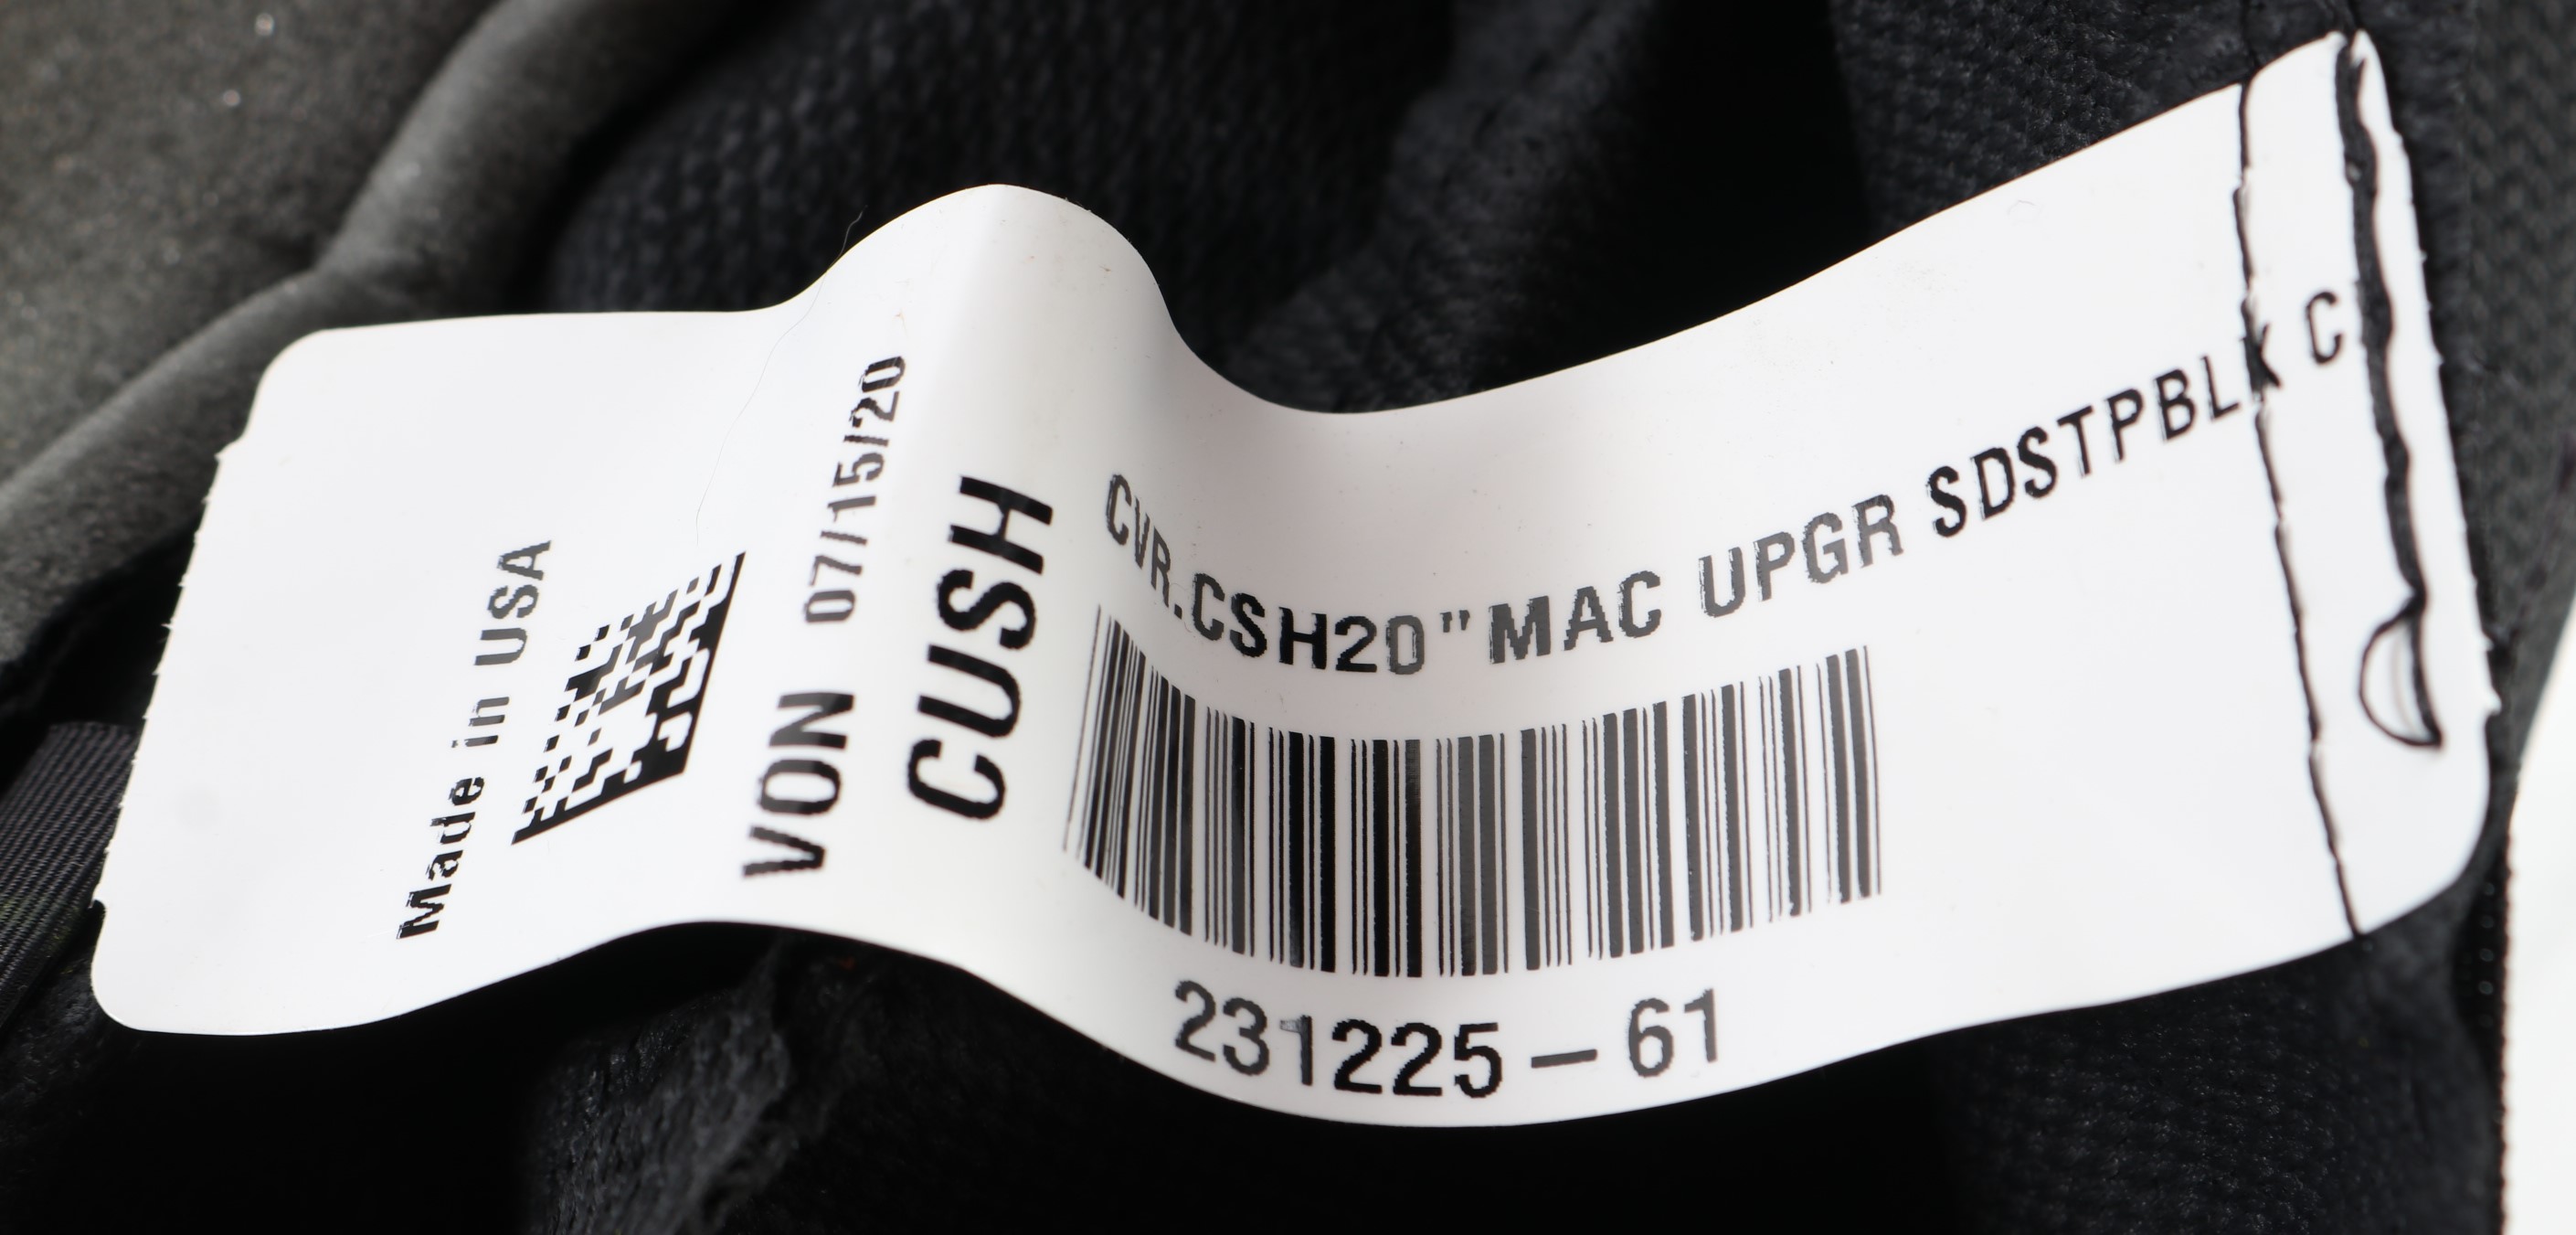 CVR.CSH20"MAC UPGR SDSTPBLK C
231225-61
CUSH
VON 07/15/20
Made in USA